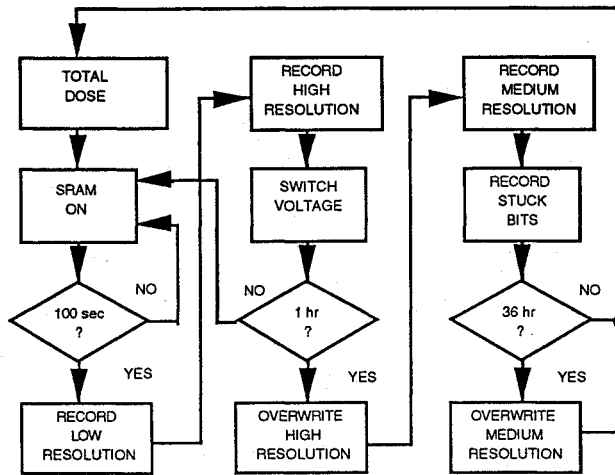 TOTAL
DOSE
SRAM
ON
100 sec
?
NO
YES
RECORD
LOW
RESOLUTION
RECORD
HIGH
RESOLUTION
SWITCH
VOLTAGE
NO
1 hr
?
YES
OVERWRITE
HIGH
RESOLUTION
RECORD
MEDIUM
RESOLUTION
RECORD
STUCK
BITS
36 hr
?
YES
OVERWRITE
MEDIUM
RESOLUTION